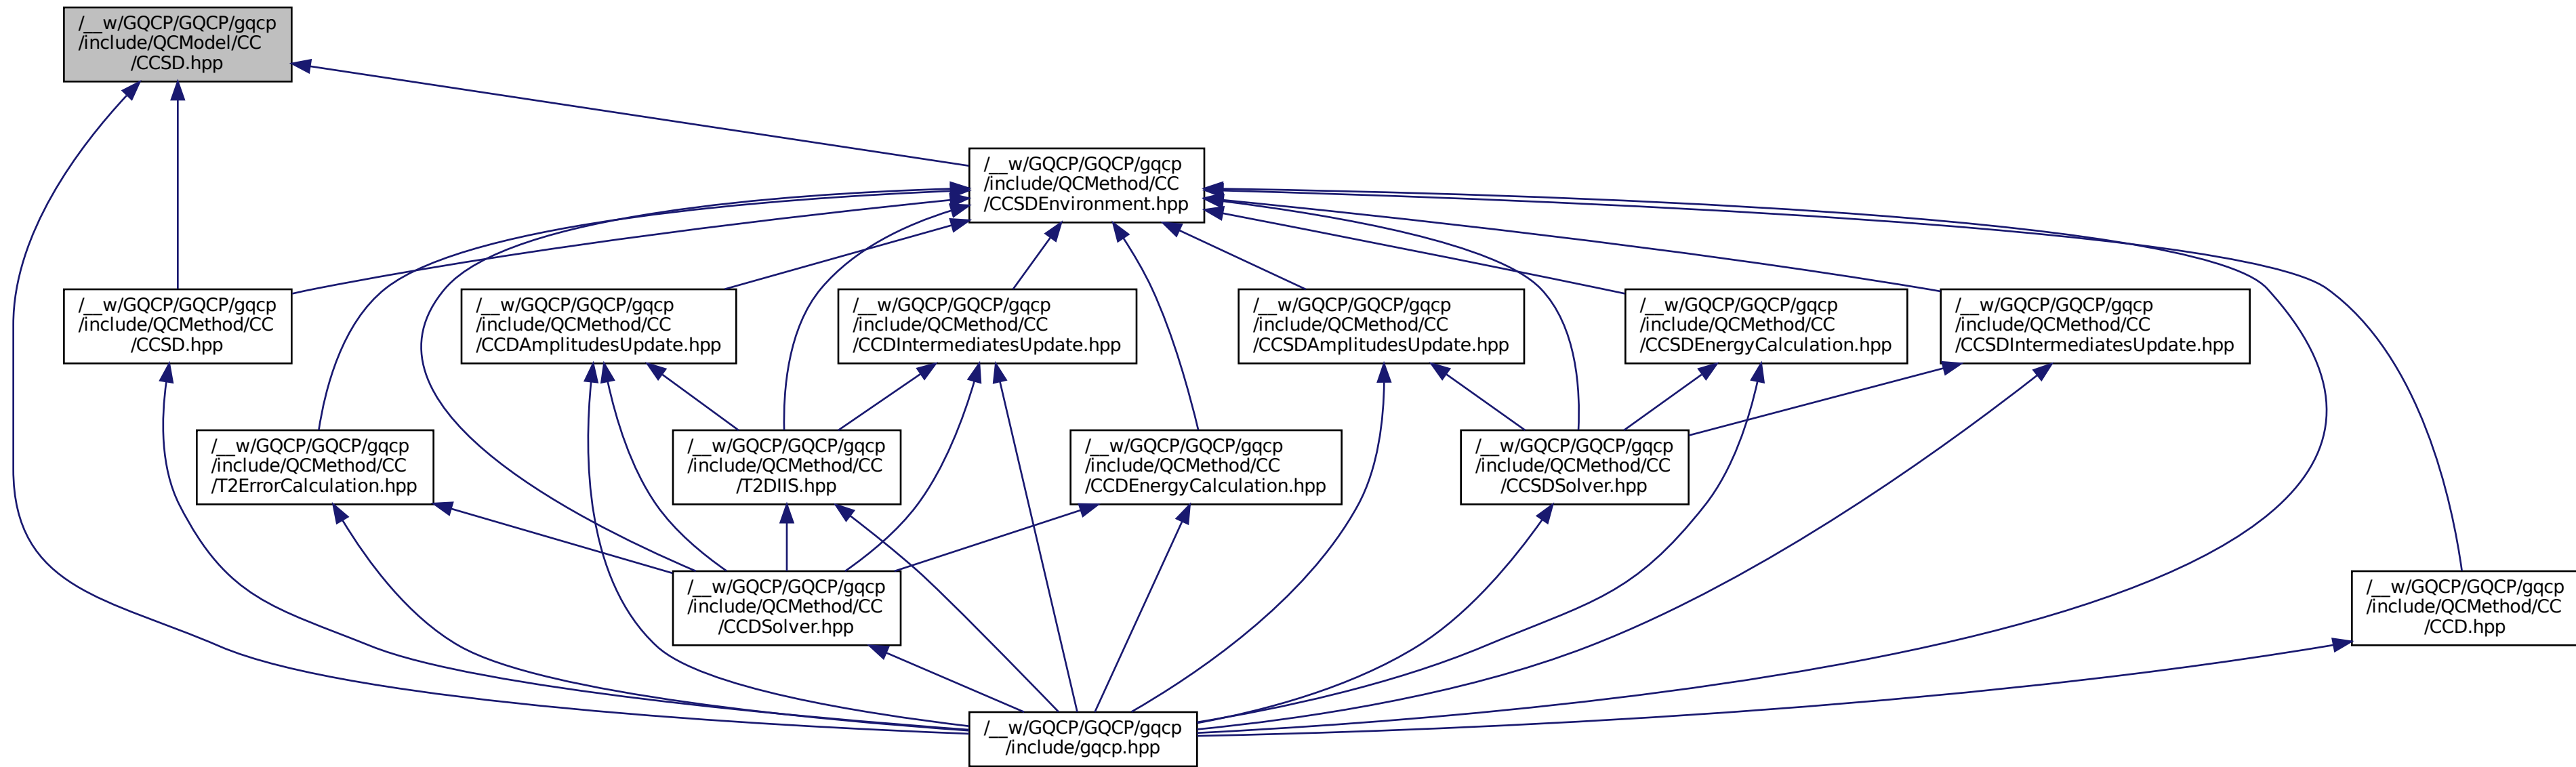 /__w/GQCP/GQCP/gqcp
/include/QCModel/CC
/CCSD.hpp
/__w/GQCP/GQCP/gqcp
/include/QCMethod/CC
/CCSDEnvironment.hpp
/__w/GQCP/GQCP/gqcp
/include/QCMethod/CC
/CCSD.hpp
/__w/GQCP/GQCP/gqcp
/include/QCMethod/CC
/CCDAmplitudesUpdate.hpp
/__w/GQCP/GQCP/gqcp
/include/QCMethod/CC
/CCDIntermediatesUpdate.hpp
/__w/GQCP/GQCP/gqcp
/include/QCMethod/CC
/CCSDAmplitudesUpdate.hpp
/__w/GQCP/GQCP/gqcp
/include/QCMethod/CC
/CCSDEnergyCalculation.hpp
/__w/GQCP/GQCP/gqcp
/include/QCMethod/CC
/CCSDIntermediatesUpdate.hpp
/__w/GQCP/GQCP/gqcp
/include/QCMethod/CC
/T2ErrorCalculation.hpp
/__w/GQCP/GQCP/gqcp
/include/QCMethod/CC
/T2DIIS.hpp
/__w/GQCP/GQCP/gqcp
/include/QCMethod/CC
/CCDEnergyCalculation.hpp
/__w/GQCP/GQCP/gqcp
/include/QCMethod/CC
/CCSDSolver.hpp
/__w/GQCP/GQCP/gqcp
/include/QCMethod/CC
/CCDSolver.hpp
/__w/GQCP/GQCP/gqcp
/include/QCMethod/CC
/CCD.hpp
/__w/GQCP/GQCP/gqcp
/include/gqcp.hpp